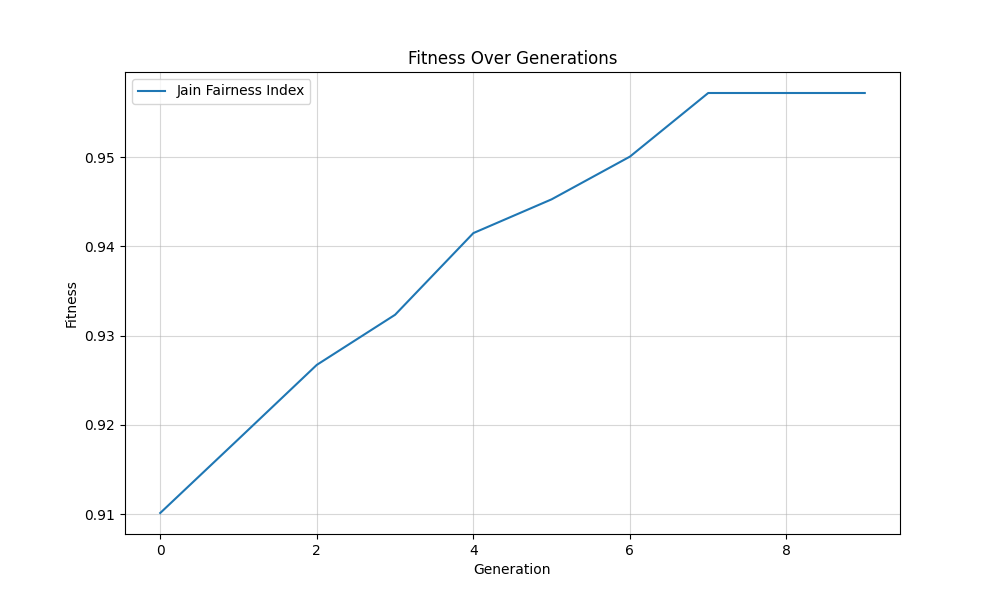 Fitness Over Generations
Jain Fairness Index
Fitness
0.95
0.94
0.93
0.92
0.91
0 2 4 6 8
Generation